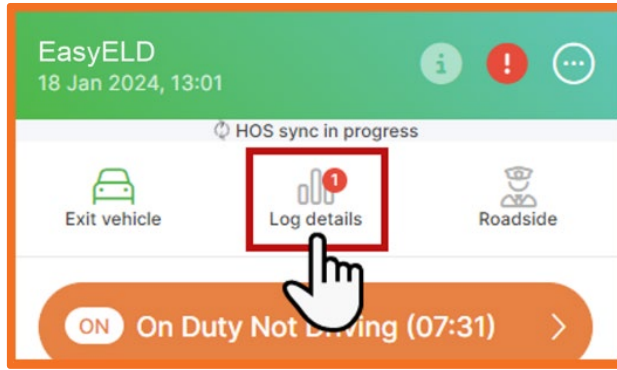 EasyELD
18 Jan 2024, 13:01
i ! ...
HOS sync in progress
1
Exit vehicle Log details Roadside
ON On Duty Not Driving (07:31) >